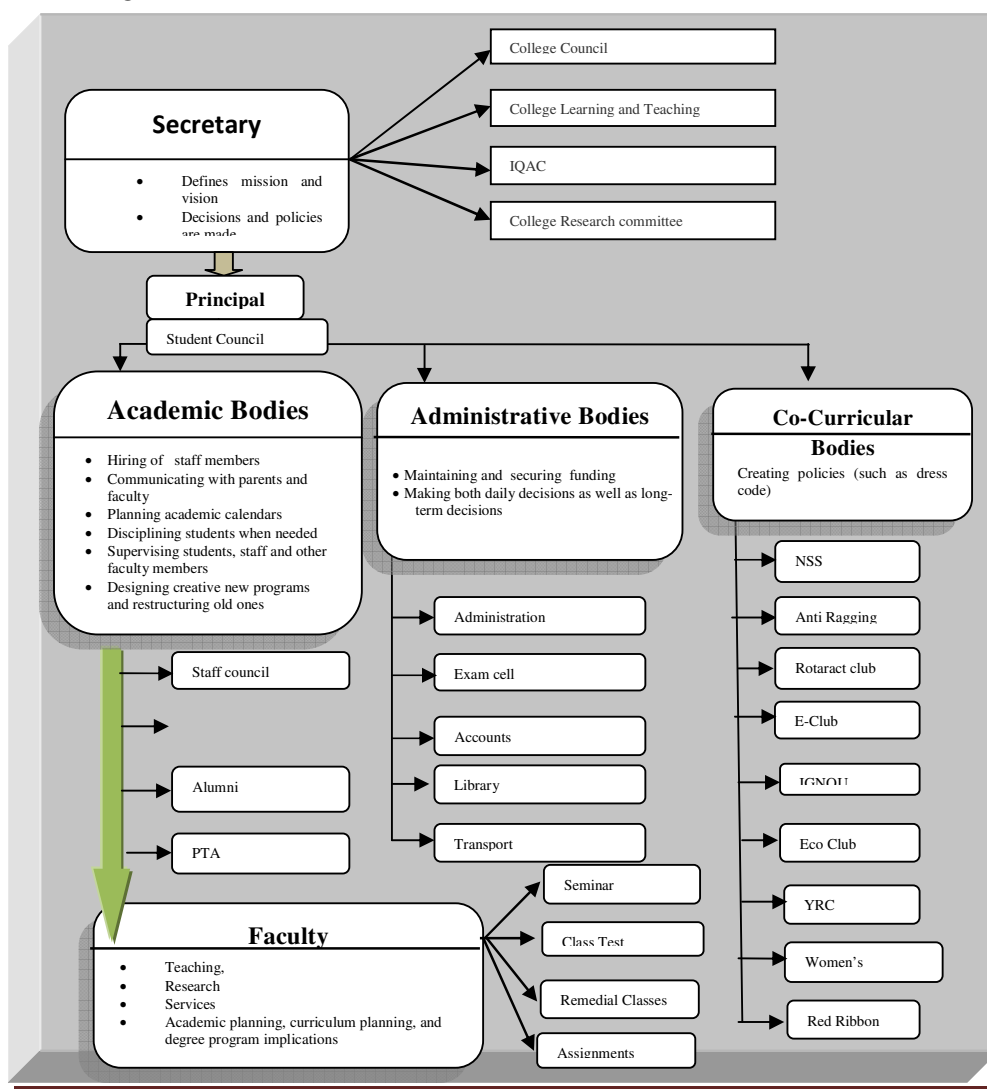 College Council
College Learning and Teaching
IQAC
College Research committee
Secretary
• Defines mission and
vision
• Decisions and policies
are made
Principal
Student Council
Academic Bodies
• Hiring of staff members
• Communicating with parents and
faculty
• Planning academic calendars
• Disciplining students when needed
• Supervising students, staff and other
faculty members
• Designing creative new programs
and restructuring old ones
Staff council
Alumni
PTA
Administrative Bodies
• Maintaining and securing funding
• Making both daily decisions as well as long-
term decisions
Administration
Exam cell
Accounts
Library
Transport
Co-Curricular
Bodies
Creating policies (such as dress
code)
NSS
Anti Ragging
Rotaract club
E-Club
IGNOU
Eco Club
YRC
Women's
Red Ribbon
Faculty
• Teaching,
• Research
• Services
• Academic planning, curriculum planning, and
degree program implications
Seminar
Class Test
Remedial Classes
Assignments